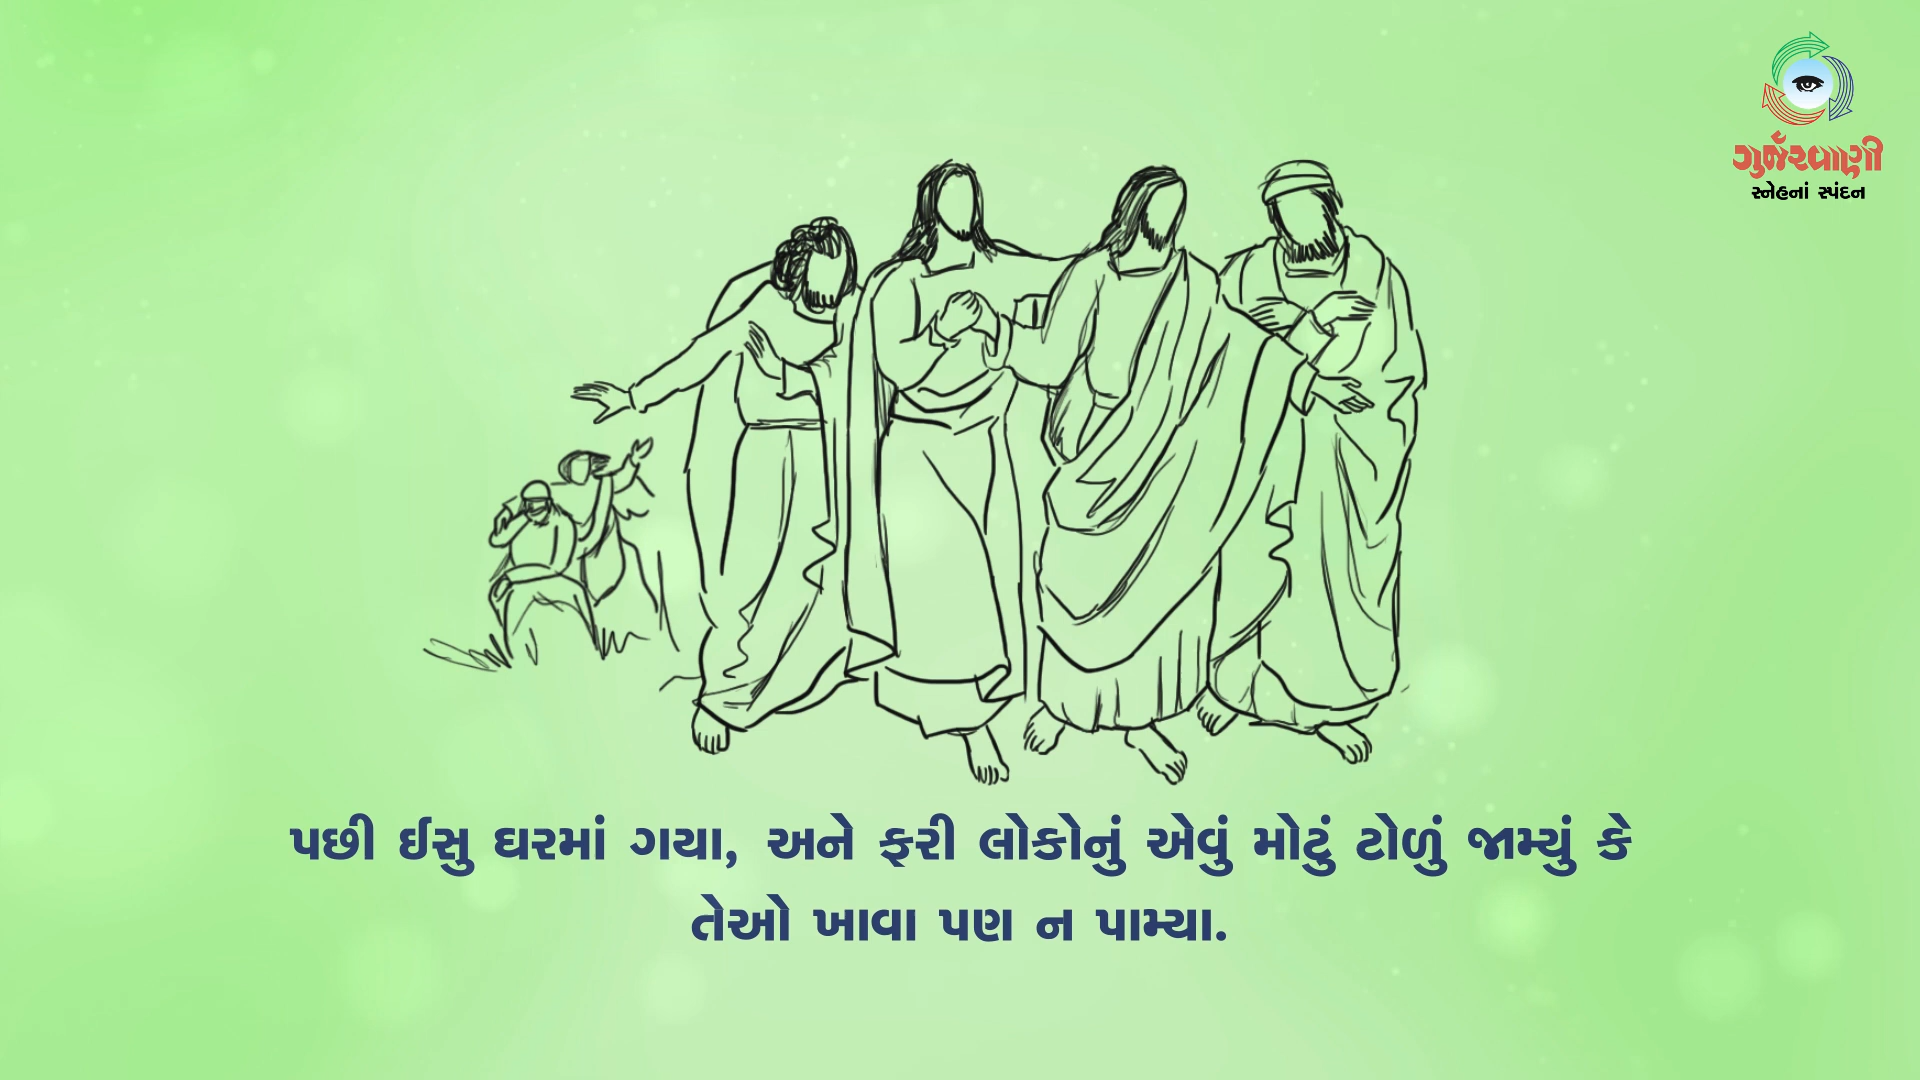 ગુર્જરવાણી
સ્નેહનાં સ્પંદન
પછી ઈસુ ઘરમાં ગયા, અને ફરી લોકોનું એવું મોટું ટોળું જામ્યું કે
તેઓ ખાવા પણ ન પામ્યા.